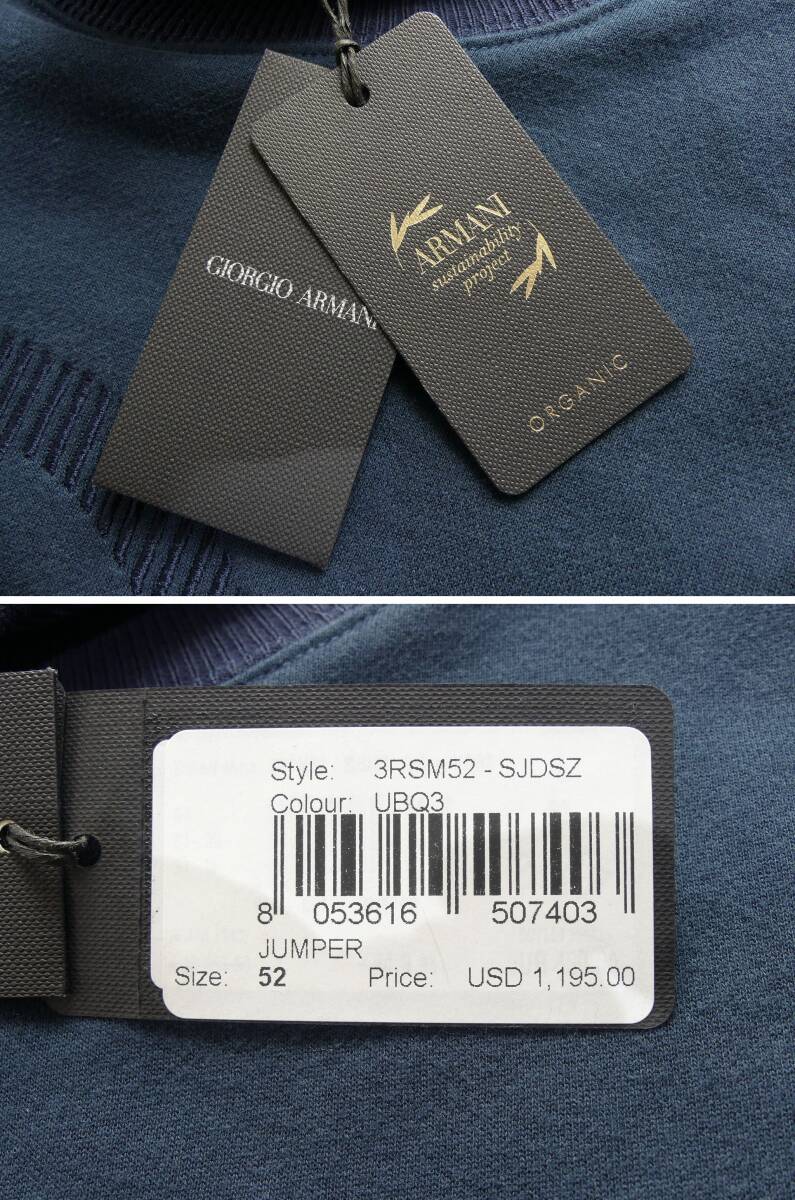 GIORGIO ARMANI
ARMANI
sustainability
project
ORGANIC
Style: 3RSM52 - SJDSZ
Colour: UBQ3
8 053616 507403
JUMPER
Size: 52 Price: USD 1,195.00